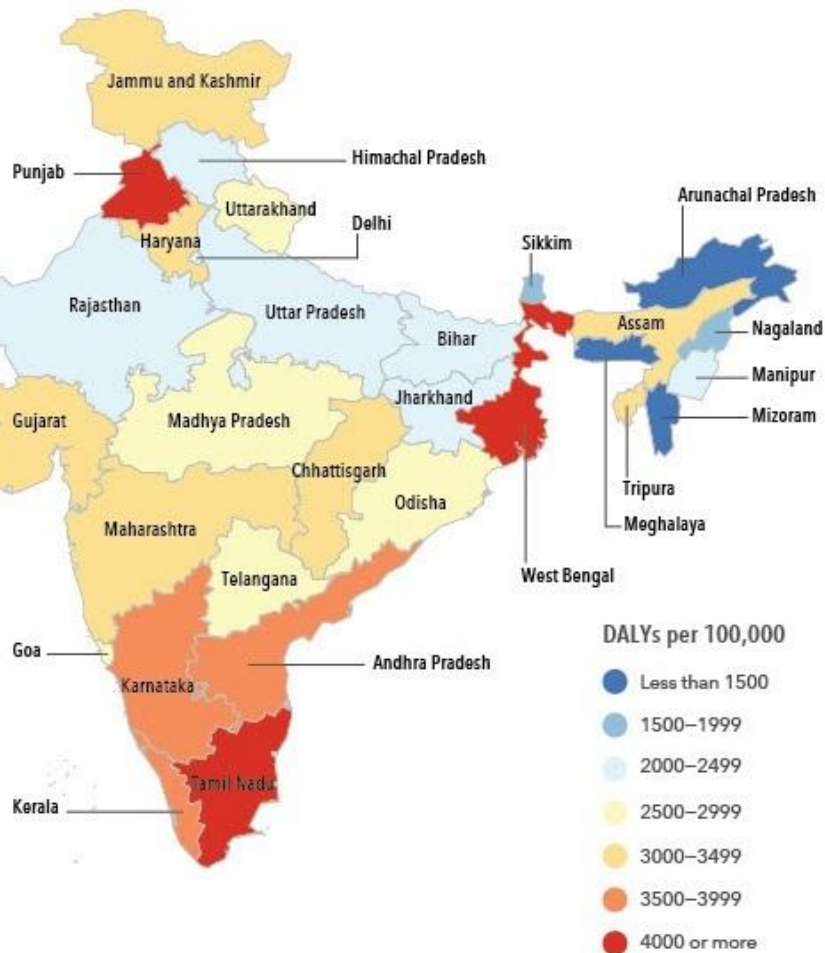 Jammu and Kashmir
Himachal Pradesh
Punjab
Arunachal Pradesh
Uttarakhand
Delhi
Haryana
Sikkim
Rajasthan
Uttar Pradesh
Assam
Nagaland
Bihar
Manipur
Jharkhand
Gujarat
Madhya Pradesh
Mizoram
Chhattisgarh
Tripura
Odisha
Maharashtra
Meghalaya
Telangana
West Bengal
DALYs per 100,000
Goa
Andhra Pradesh
Karnataka
Less than 1500
1500–1999
2000–2499
Tamil Nadu
Kerala
2500–2999
3000–3499
3500–3999
4000 or more